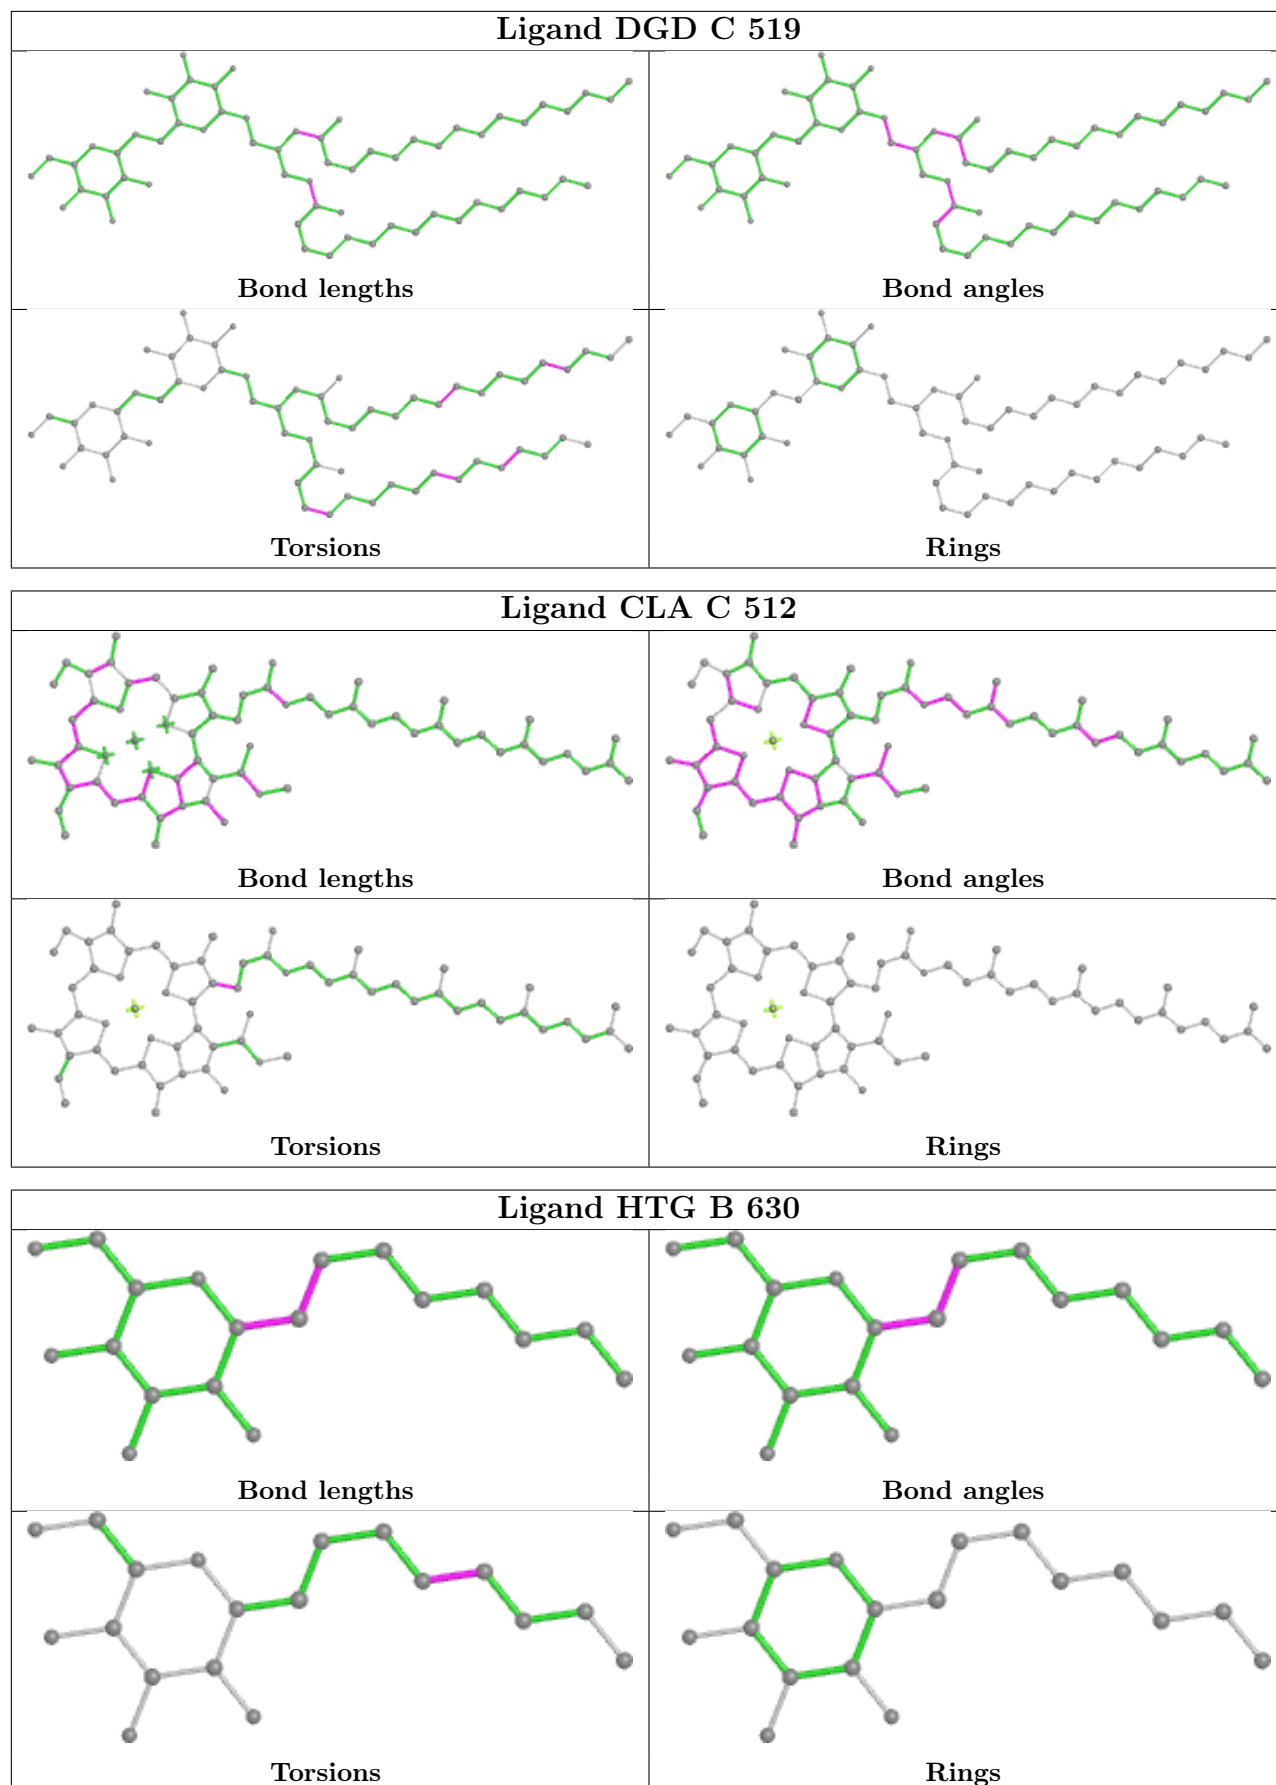 Ligand DGD C 519
Bond lengths
Bond angles
Torsions
Rings
Ligand CLA C 512
Bond lengths
Bond angles
Torsions
Rings
Ligand HTG B 630
Bond lengths
Bond angles
Torsions
Rings